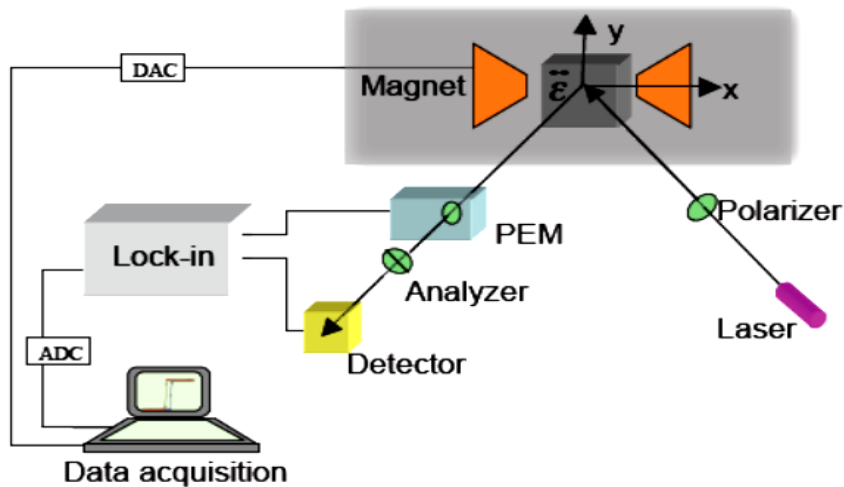 DAC
y
Magnet
ε̈
x
Polarizer
Lock-in
PEM
Analyzer
Laser
ADC
Detector
Data acquisition